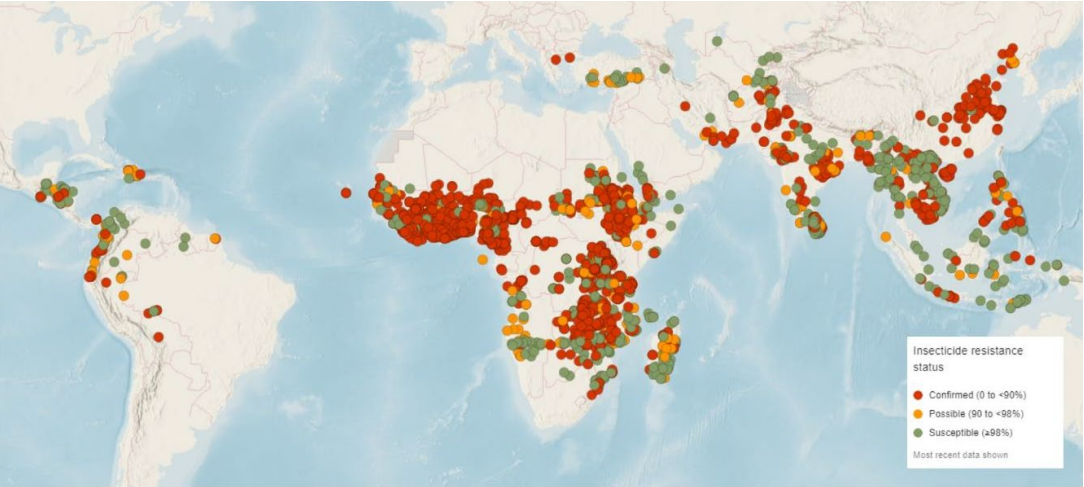 Insecticide resistance
status
Confirmed (0 to <90%)
Possible (90 to <98%)
Susceptible (≥98%)
Most recent data shown